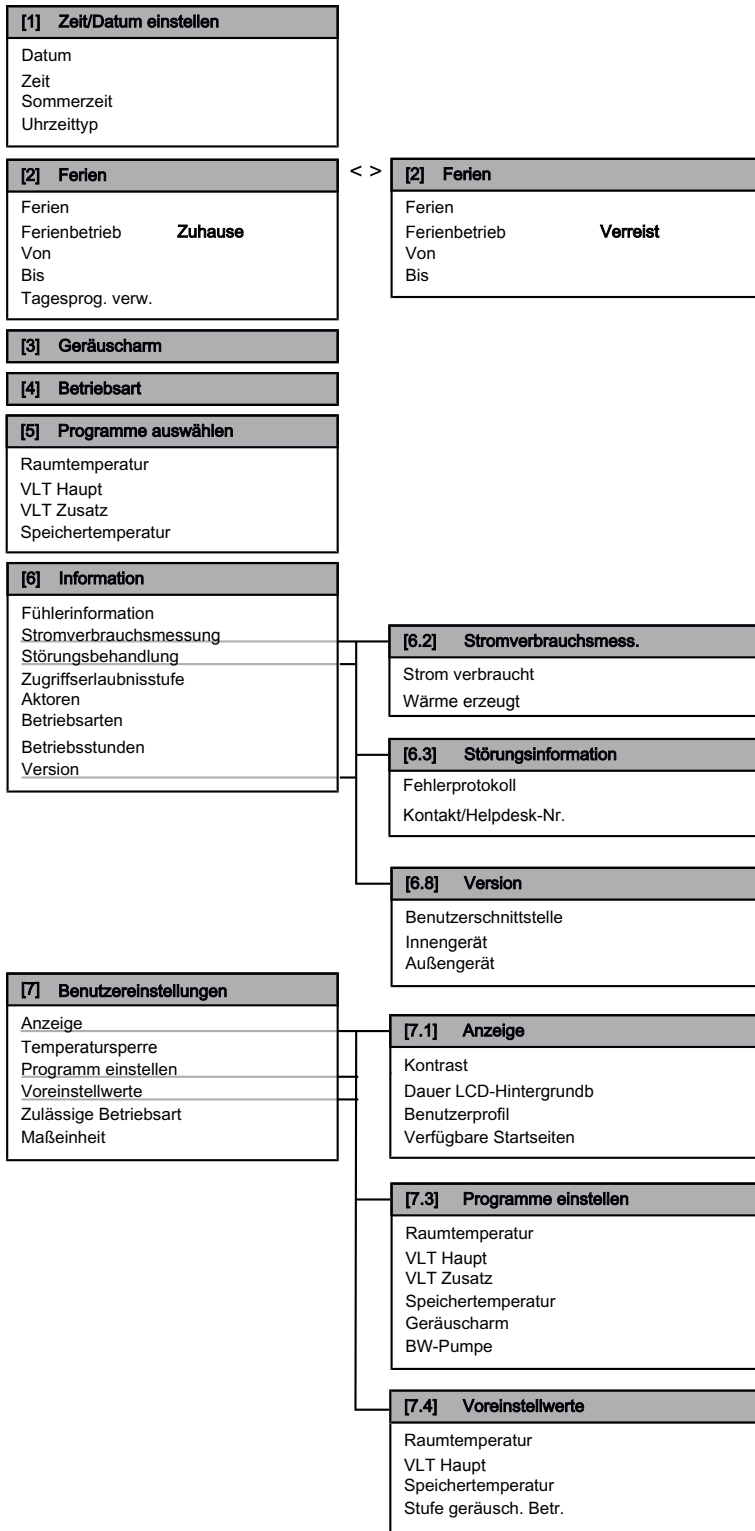 [1] Zeit/Datum einstellen
Datum
Zeit
Sommerzeit
Uhrzeittyp
[2] Ferien
Ferien
Ferienbetrieb Zuhause
Von
Bis
Tagesprog. verw.
< >
[2] Ferien
Ferien
Ferienbetrieb Verreist
Von
Bis
[3] Geräuscharm
[4] Betriebsart
[5] Programme auswählen
Raumtemperatur
VLT Haupt
VLT Zusatz
Speichertemperatur
[6] Information
Fühlerinformation
Stromverbrauchsmessung
Störungsbehandlung
Zugriffserlaubnisstufe
Aktoren
Betriebsarten
Betriebsstunden
Version
[6.2] Stromverbrauchsmess.
Strom verbraucht
Wärme erzeugt
[6.3] Störungsinformation
Fehlerprotokoll
Kontakt/Helpdesk-Nr.
[6.8] Version
Benutzerschnittstelle
Innengerät
Außengerät
[7] Benutzereinstellungen
Anzeige
Temperatursperre
Programm einstellen
Voreinstellwerte
Zulässige Betriebsart
Maßeinheit
[7.1] Anzeige
Kontrast
Dauer LCD-Hintergrundb
Benutzerprofil
Verfügbare Startseiten
[7.3] Programme einstellen
Raumtemperatur
VLT Haupt
VLT Zusatz
Speichertemperatur
Geräuscharm
BW-Pumpe
[7.4] Voreinstellwerte
Raumtemperatur
VLT Haupt
Speichertemperatur
Stufe geräusch. Betr.